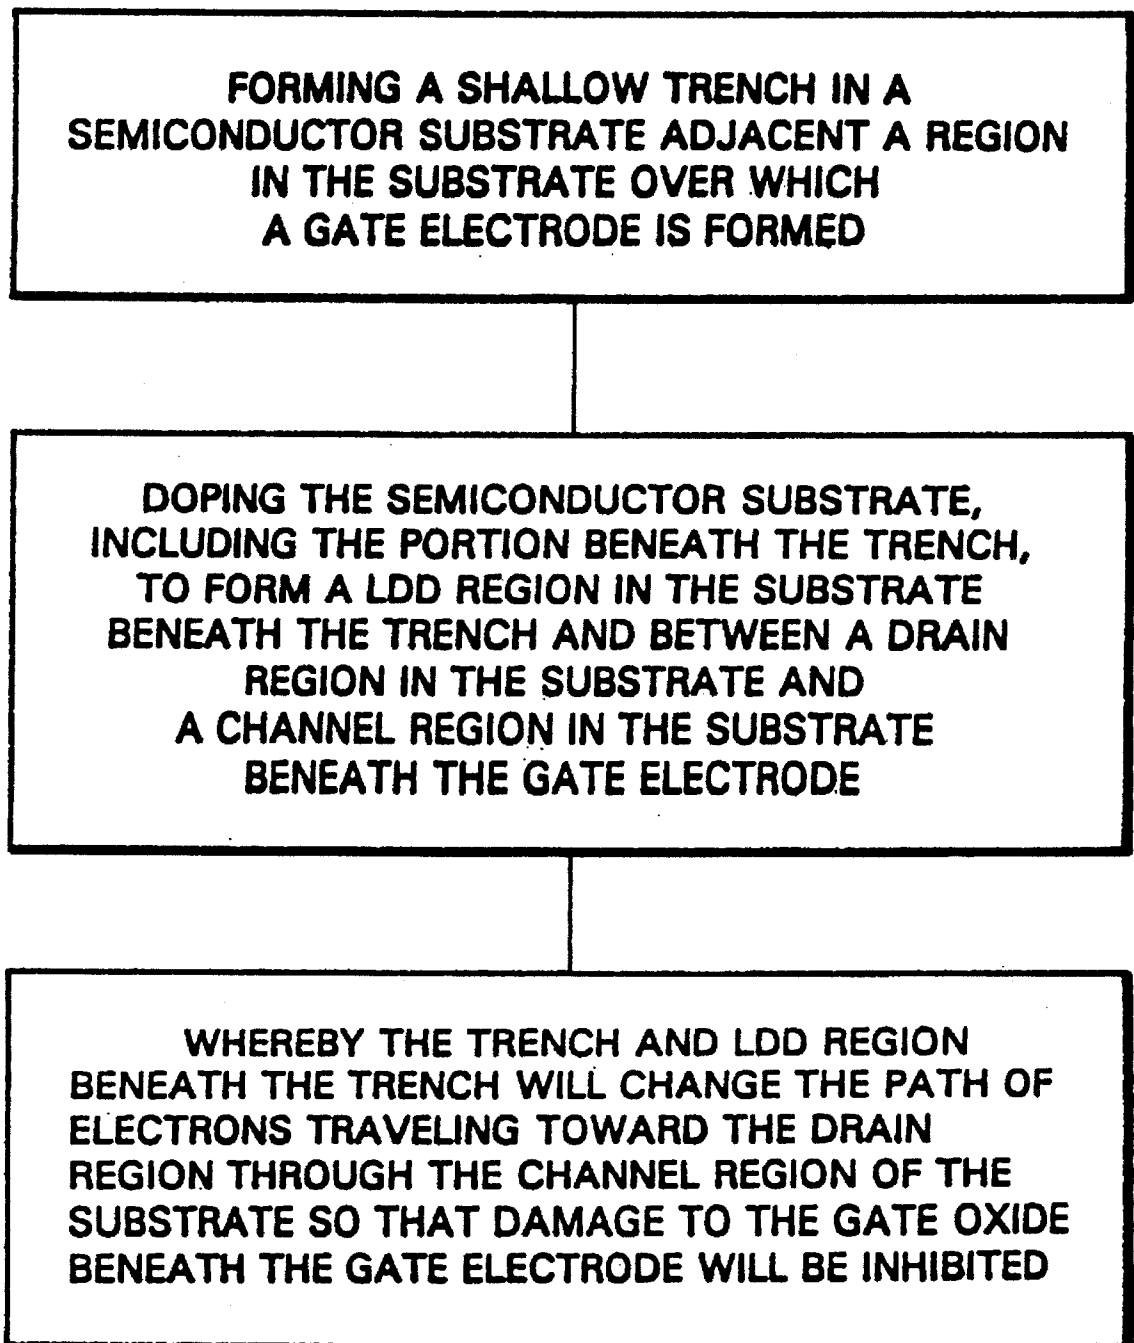 FORMING A SHALLOW TRENCH IN A
SEMICONDUCTOR SUBSTRATE ADJACENT A REGION
IN THE SUBSTRATE OVER WHICH
A GATE ELECTRODE IS FORMED
DOPING THE SEMICONDUCTOR SUBSTRATE,
INCLUDING THE PORTION BENEATH THE TRENCH,
TO FORM A LDD REGION IN THE SUBSTRATE
BENEATH THE TRENCH AND BETWEEN A DRAIN
REGION IN THE SUBSTRATE AND
A CHANNEL REGION IN THE SUBSTRATE
BENEATH THE GATE ELECTRODE
WHEREBY THE TRENCH AND LDD REGION
BENEATH THE TRENCH WILL CHANGE THE PATH OF
ELECTRONS TRAVELING TOWARD THE DRAIN
REGION THROUGH THE CHANNEL REGION OF THE
SUBSTRATE SO THAT DAMAGE TO THE GATE OXIDE
BENEATH THE GATE ELECTRODE WILL BE INHIBITED